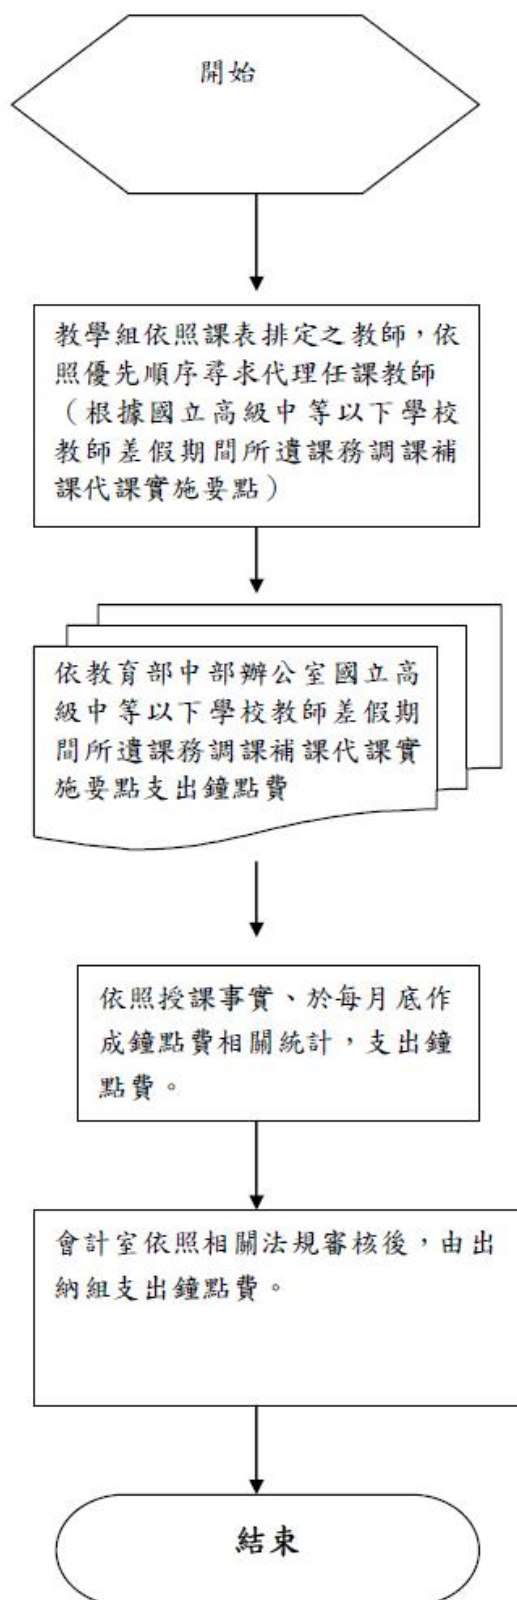 開始
教學組依照課表排定之教師，依
照優先順序尋求代理任課教師
（根據國立高級中等以下學校
教師差假期間所遺課務調課補
課代課實施要點）
依教育部中部辦公室國立高
級中等以下學校教師差假期
間所遺課務調課補課代課實
施要點支出鐘點費
依照授課事實、於每月底作
成鐘點費相關統計，支出鐘
點費。
會計室依照相關法規審核後，由出
納組支出鐘點費。
結束